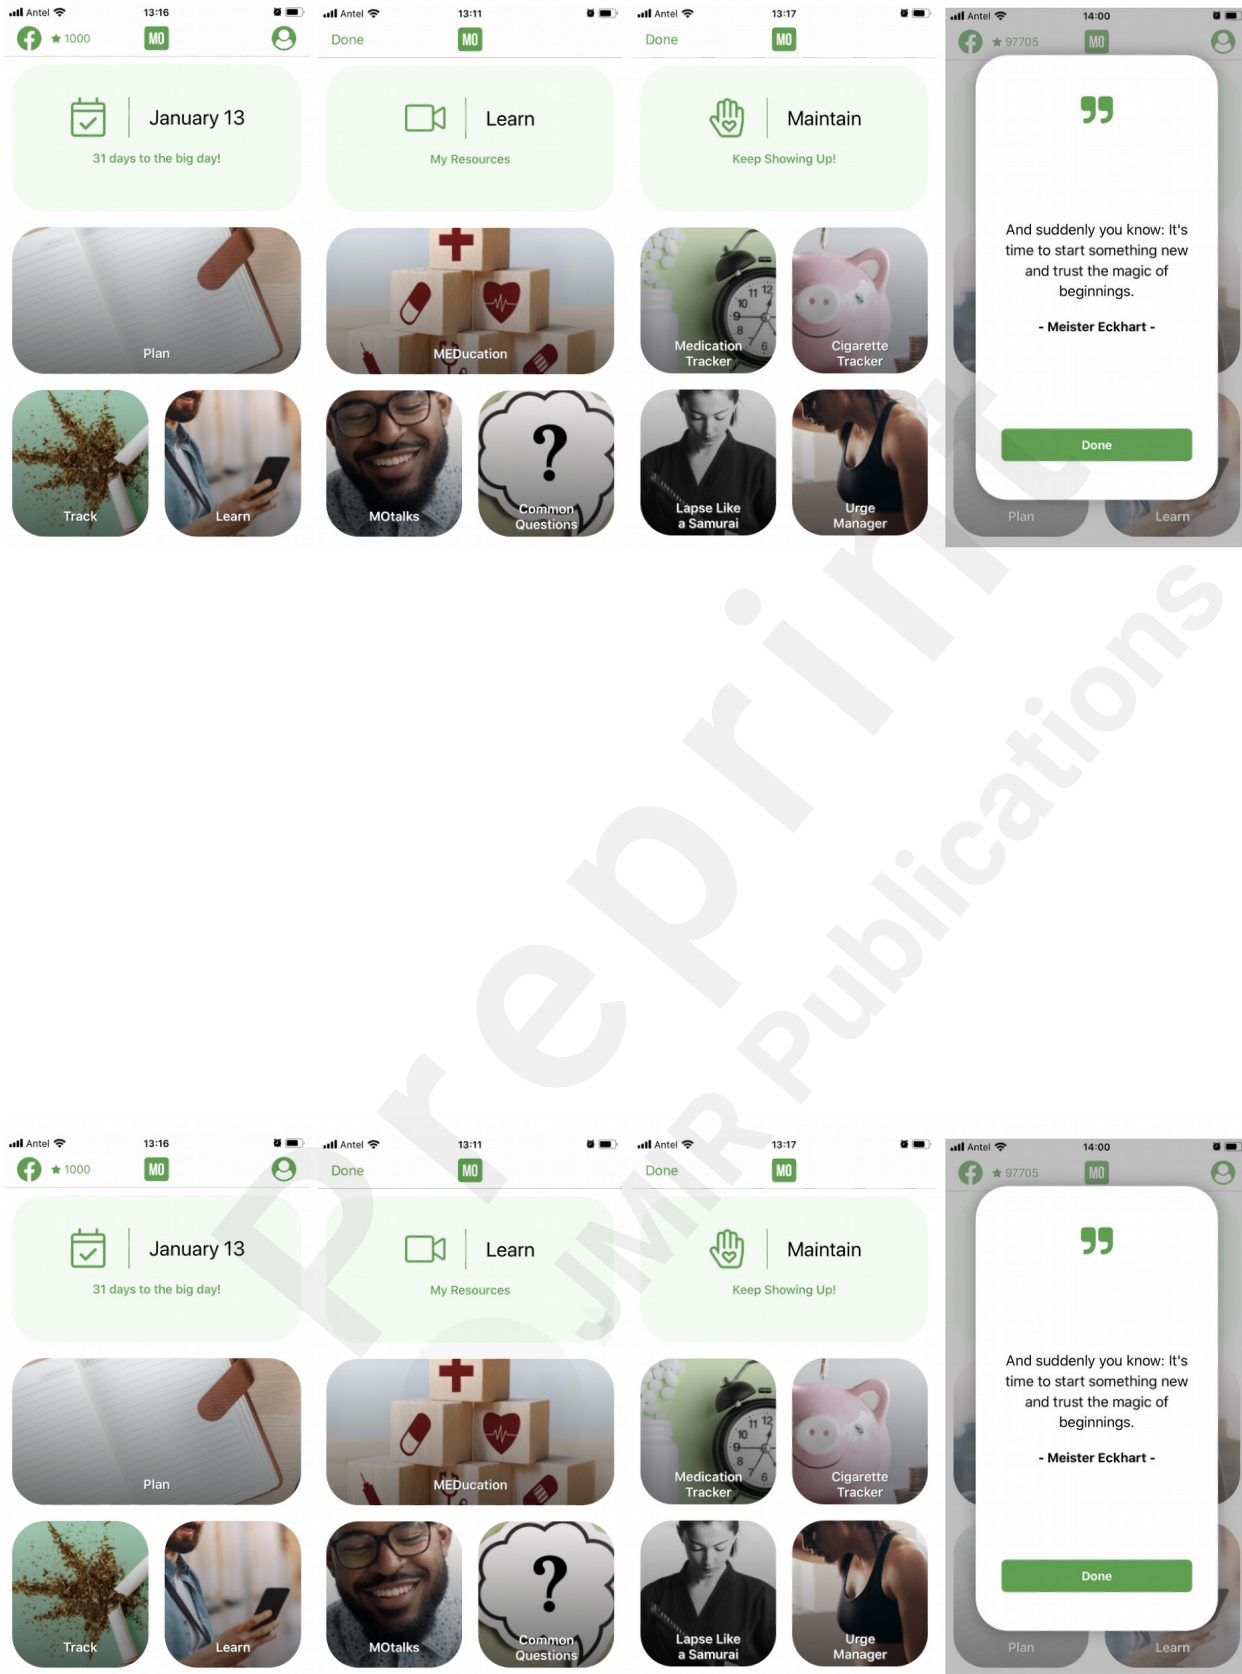 Antel 13:16
1000 MO
January 13
31 days to the big day!
Plan
Track
Learn
Antel 13:11
Done MO
Learn
My Resources
MEDucation
MOtalks
Common
Questions
Antel 13:17
Done MO
Maintain
Keep Showing Up!
Medication
Tracker
Cigarette
Tracker
Lapse Like
a Samurai
Urge
Manager
Antel 14:00
97705 MO
And suddenly you know: It's
time to start something new
and trust the magic of
beginnings.
- Meister Eckhart -
Done
Plan
Learn
Preprint
JMIR Publications
Antel 13:16
1000 MO
January 13
31 days to the big day!
Plan
Track
Learn
Antel 13:11
Done MO
Learn
My Resources
MEDucation
MOtalks
Common
Questions
Antel 13:17
Done MO
Maintain
Keep Showing Up!
Medication
Tracker
Cigarette
Tracker
Lapse Like
a Samurai
Urge
Manager
Antel 14:00
97705 MO
And suddenly you know: It's
time to start something new
and trust the magic of
beginnings.
- Meister Eckhart -
Done
Plan
Learn